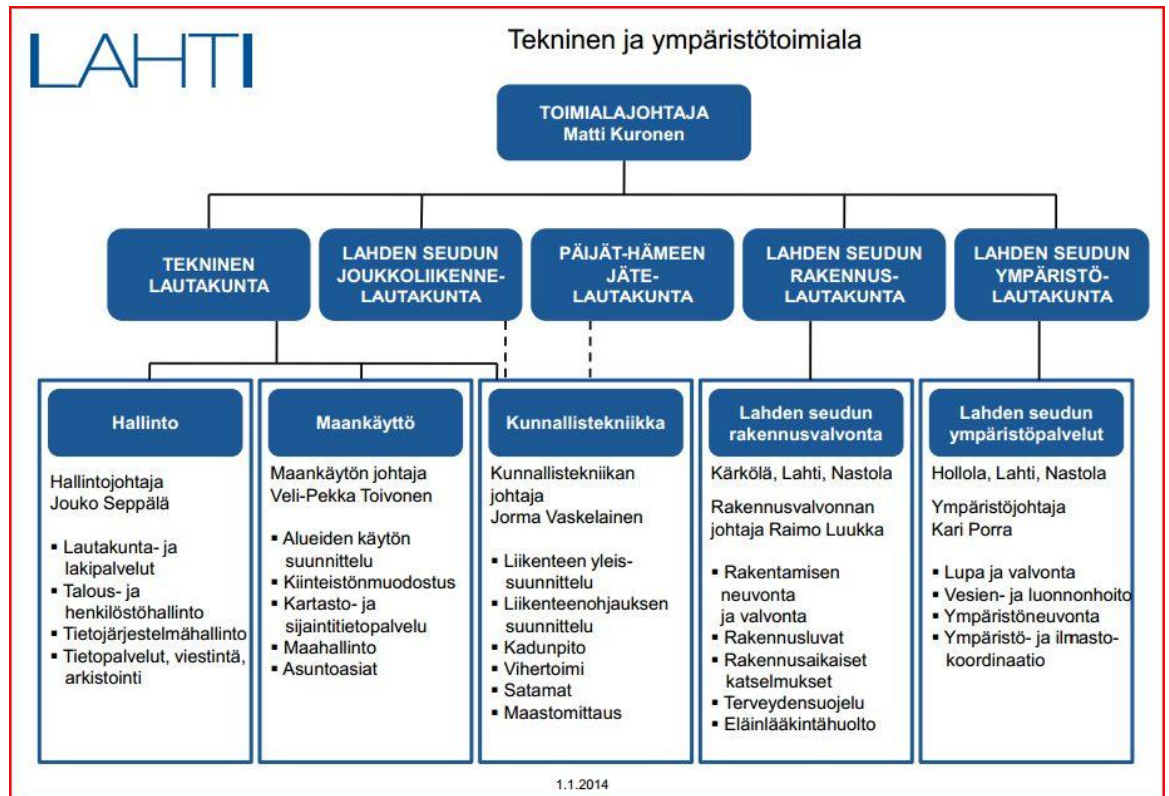 LAHTI
Tekninen ja ympäristötoimiala
TOIMIALAJOHTAJA
Matti Kuronen
TEKNINEN
LAUTAKUNTA
LAHDEN SEUDUN
JOUKKOLIIKENNE-
LAUTAKUNTA
PÄIJÄT-HÄMEEN
JÄTE-
LAUTAKUNTA
LAHDEN SEUDUN
RAKENNUS-
LAUTAKUNTA
LAHDEN SEUDUN
YMPÄRISTÖ-
LAUTAKUNTA
Hallinto
Hallintojohtaja
Jouko Seppälä
▪ Lautakunta- ja
lakipalvelut
▪ Talous- ja
henkilöstöhallinto
▪ Tietojärjestelmähallinto
▪ Tietopalvelut, viestintä,
arkistointi
Maankäyttö
Maankäytön johtaja
Veli-Pekka Toivonen
▪ Alueiden käytön
suunnittelu
▪ Kiinteistönmuodostus
▪ Kartasto- ja
sijaintitietopalvelu
▪ Maahallinto
▪ Asuntoasiat
Kunnallistekniikka
Kunnallistekniikan
johtaja
Jorma Vaskelainen
▪ Liikenteen yleis-
suunnittelu
▪ Liikenteenohjauksen
suunnittelu
▪ Kadunpito
▪ Vihertoimi
▪ Satamat
▪ Maastomittaus
Lahden seudun
rakennusvalvonta
Kärkölä, Lahti, Nastola
Rakennusvalvonnan
johtaja Raimo Luukka
▪ Rakentamisen
neuvonta
ja valvonta
▪ Rakennusluvat
▪ Rakennusaikaiset
katselmukset
▪ Terveydensuojelu
▪ Eläinlääkintähuolto
Lahden seudun
ympäristöpalvelut
Hollola, Lahti, Nastola
Ympäristöjohtaja
Kari Porra
▪ Lupa ja valvonta
▪ Vesien- ja luonnonhoito
▪ Ympäristöneuvonta
▪ Ympäristö- ja ilmasto-
koordinaatio
1.1.2014